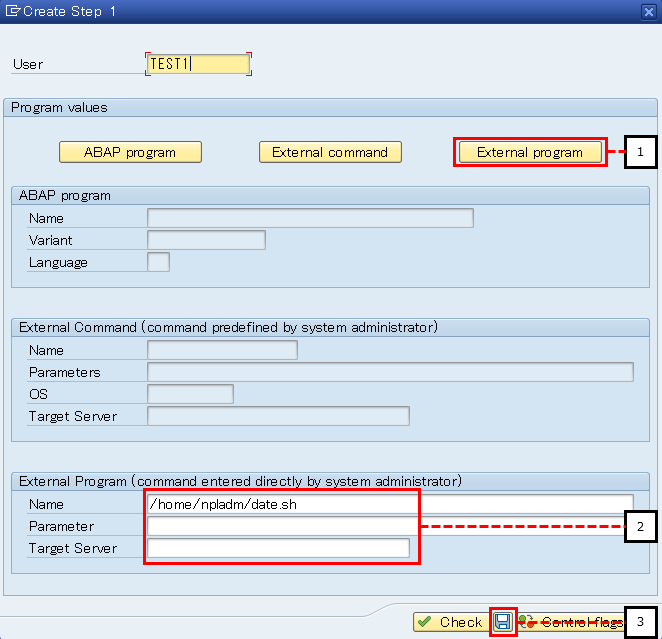 Create Step 1
User TEST1
Program values
ABAP program External command External program 1
ABAP program
Name
Variant
Language
External Command (command predefined by system administrator)
Name
Parameters
OS
Target Server
External Program (command entered directly by system administrator)
Name /home/npladm/date.sh
Parameter 2
Target Server
Check Control flags 3